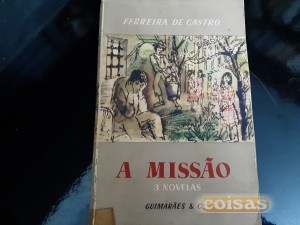 FERREIRA DE CASTRO
A MISSÃO
3 NOVELAS
GUIMARÃES & C.
coisas